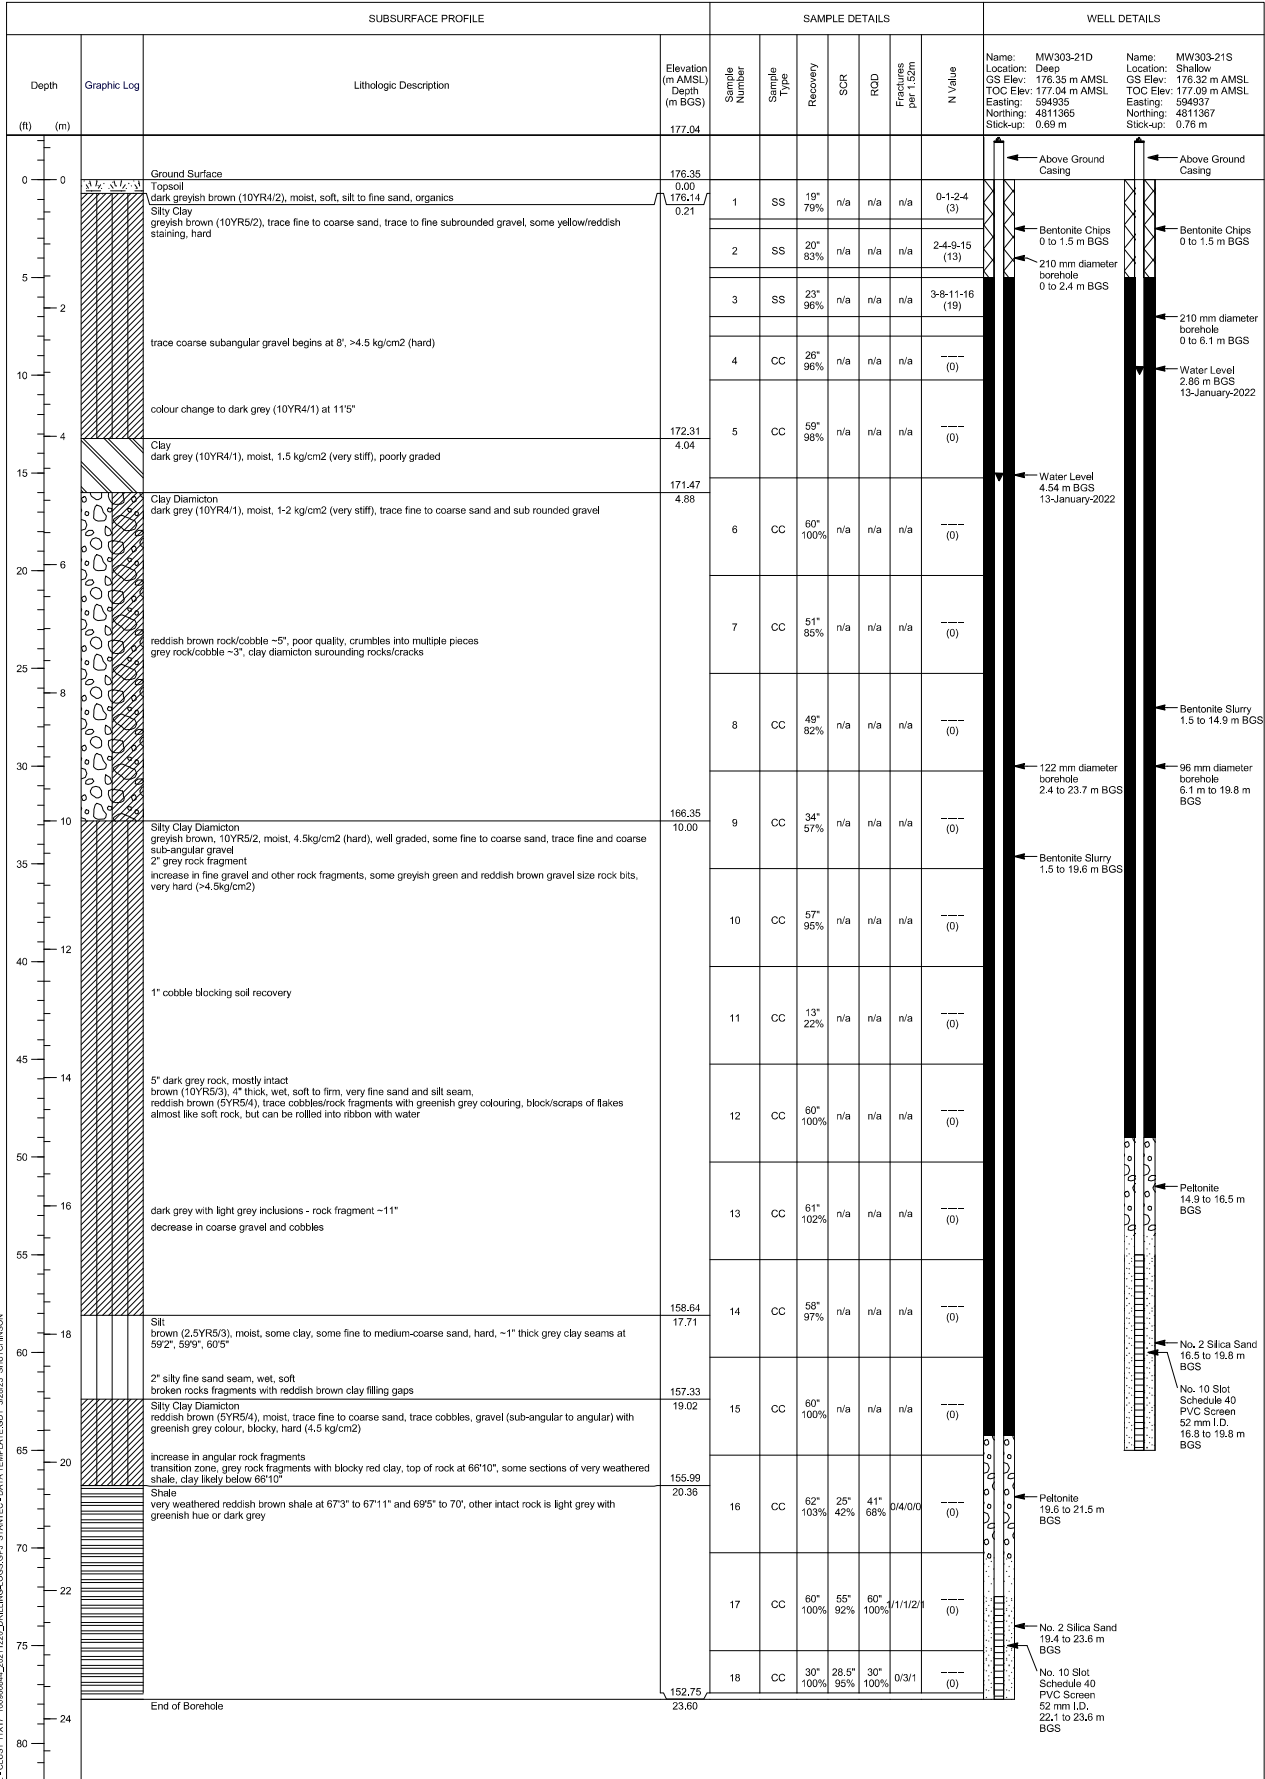 SUBSURFACE PROFILE
SAMPLE DETAILS
WELL DETAILS
Depth
Graphic Log
Lithologic Description
Elevation
(m AMSL)
Depth
(m BGS)
Sample
Number
Sample
Type
Recovery
SCR
RQD
Fractures
per 1.52m
N Value
Name: MW303-21D
Location: Deep
GS Elev: 176.35 m AMSL
TOC Elev: 177.04 m AMSL
Easting: 594935
Northing: 4811365
Stick-up: 0.69 m
Name: MW303-21S
Location: Shallow
GS Elev: 176.32 m AMSL
TOC Elev: 177.09 m AMSL
Easting: 594937
Northing: 4811367
Stick-up: 0.76 m
(ft) (m)
177.04
0
5
10
15
20
25
30
35
40
45
50
55
60
65
70
75
80
0
2
4
6
8
10
12
14
16
18
20
22
24
Ground Surface 176.35
Topsoil 0.00
dark greyish brown (10YR4/2), moist, soft, silt to fine sand, organics 176.14
Silty Clay 0.21
greyish brown (10YR5/2), trace fine to coarse sand, trace to fine subrounded gravel, some yellow/reddish
staining, hard
trace coarse subangular gravel begins at 8', >4.5 kg/cm2 (hard)
colour change to dark grey (10YR4/1) at 11'5"
172.31
Clay 4.04
dark grey (10YR4/1), moist, 1.5 kg/cm2 (very stiff), poorly graded
171.47
Clay Diamicton 4.88
dark grey (10YR4/1), moist, 1-2 kg/cm2 (very stiff), trace fine to coarse sand and sub rounded gravel
reddish brown rock/cobble ~5", poor quality, crumbles into multiple pieces
grey rock/cobble ~3", clay diamicton surounding rocks/cracks
166.35
Silty Clay Diamicton 10.00
greyish brown, 10YR5/2, moist, 4.5kg/cm2 (hard), well graded, some fine to coarse sand, trace fine and coarse
sub-angular gravel
2" grey rock fragment
increase in fine gravel and other rock fragments, some greyish green and reddish brown gravel size rock bits,
very hard (>4.5kg/cm2)
1" cobble blocking soil recovery
5" dark grey rock, mostly intact
brown (10YR5/3), 4" thick, wet, soft to firm, very fine sand and silt seam,
reddish brown (5YR5/4), trace cobbles/rock fragments with greenish grey colouring, block/scraps of flakes
almost like soft rock, but can be rollled into ribbon with water
dark grey with light grey inclusions - rock fragment ~11"
decrease in coarse gravel and cobbles
158.64
Silt 17.71
brown (2.5YR5/3), moist, some clay, some fine to medium-coarse sand, hard, ~1" thick grey clay seams at
59'2", 59'9", 60'5"
2" silty fine sand seam, wet, soft
broken rocks fragments with reddish brown clay filling gaps 157.33
Silty Clay Diamicton 19.02
reddish brown (5YR5/4), moist, trace fine to coarse sand, trace cobbles, gravel (sub-angular to angular) with
greenish grey colour, blocky, hard (4.5 kg/cm2)
increase in angular rock fragments
transition zone, grey rock fragments with blocky red clay, top of rock at 66'10", some sections of very weathered
shale, clay likely below 66'10" 155.99
Shale 20.36
very weathered reddish brown shale at 67'3" to 67'11" and 69'5" to 70', other intact rock is light grey with
greenish hue or dark grey
152.75
End of Borehole 23.60
1 SS 19" 79% n/a n/a n/a 0-1-2-4 (3)
2 SS 20" 83% n/a n/a n/a 2-4-9-15 (13)
3 SS 23" 96% n/a n/a n/a 3-8-11-16 (19)
4 CC 26" 96% n/a n/a n/a ---- (0)
5 CC 59" 98% n/a n/a n/a ---- (0)
6 CC 60" 100% n/a n/a n/a ---- (0)
7 CC 51" 85% n/a n/a n/a ---- (0)
8 CC 49" 82% n/a n/a n/a ---- (0)
9 CC 34" 57% n/a n/a n/a ---- (0)
10 CC 57" 95% n/a n/a n/a ---- (0)
11 CC 13" 22% n/a n/a n/a ---- (0)
12 CC 60" 100% n/a n/a n/a ---- (0)
13 CC 61" 102% n/a n/a n/a ---- (0)
14 CC 58" 97% n/a n/a n/a ---- (0)
15 CC 60" 100% n/a n/a n/a ---- (0)
16 CC 62" 103% 25" 42% 41" 68% 0/4/0/0 ---- (0)
17 CC 60" 100% 55" 92% 60" 100% 1/1/1/2/1 ---- (0)
18 CC 30" 100% 28.5" 95% 30" 100% 0/3/1 ---- (0)
Above Ground
Casing
Bentonite Chips
0 to 1.5 m BGS
210 mm diameter
borehole
0 to 2.4 m BGS
Water Level
4.54 m BGS
13-January-2022
122 mm diameter
borehole
2.4 to 23.7 m BGS
Bentonite Slurry
1.5 to 19.6 m BGS
Peltonite
19.6 to 21.5 m
BGS
No. 2 Silica Sand
19.4 to 23.6 m
BGS
No. 10 Slot
Schedule 40
PVC Screen
52 mm I.D.
22.1 to 23.6 m
BGS
Above Ground
Casing
Bentonite Chips
0 to 1.5 m BGS
210 mm diameter
borehole
0 to 6.1 m BGS
Water Level
2.86 m BGS
13-January-2022
Bentonite Slurry
1.5 to 14.9 m BGS
96 mm diameter
borehole
6.1 m to 19.8 m
BGS
Peltonite
14.9 to 16.5 m
BGS
No. 2 Silica Sand
16.5 to 19.8 m
BGS
No. 10 Slot
Schedule 40
PVC Screen
52 mm I.D.
16.8 to 19.8 m
BGS